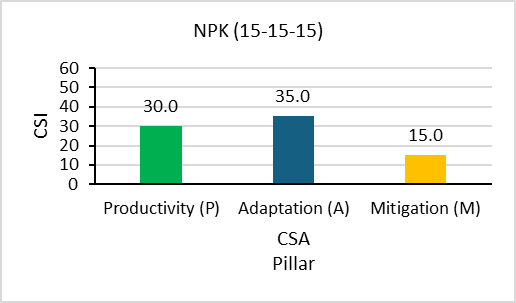 NPK (15-15-15)
CSI
60
50
40
30
20
10
0
30.0
35.0
15.0
Productivity (P)
Adaptation (A)
Mitigation (M)
CSA
Pillar